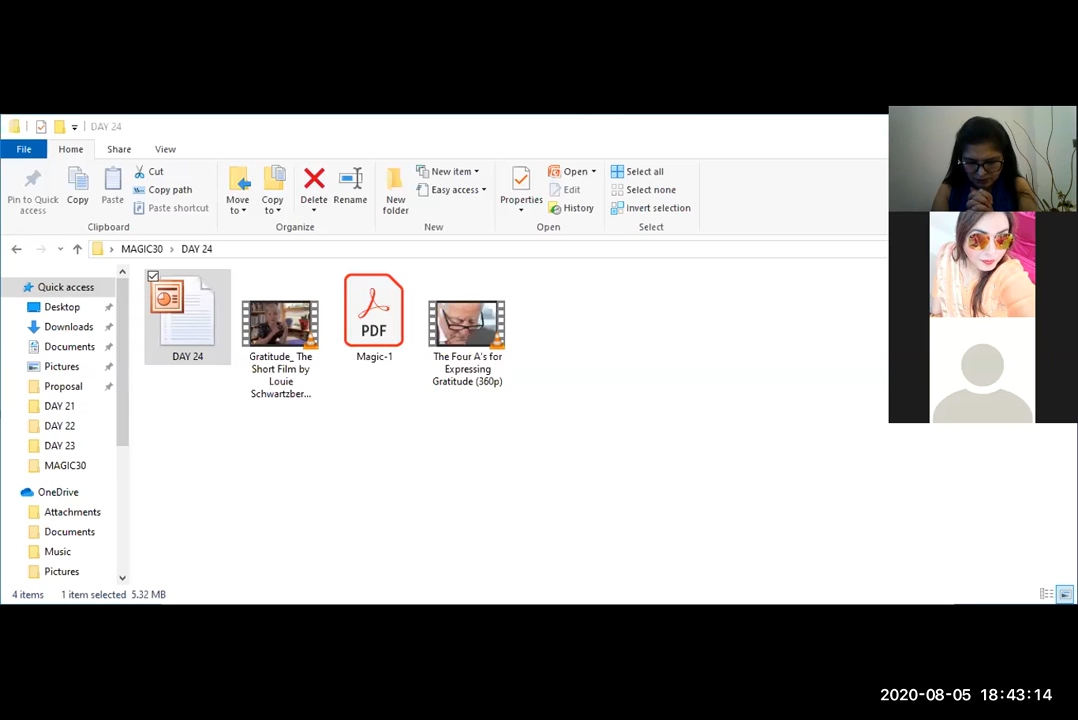 DAY 24
File Home Share View
Pin to Quick access
Copy
Paste
Cut
Copy path
Paste shortcut
Clipboard
Move to
Copy to
Delete
Rename
Organize
New folder
New item
Easy access
New
Properties
Open
Edit
History
Open
Select all
Select none
Invert selection
Select
MAGIC30 DAY 24
Quick access
Desktop
Downloads
Documents
Pictures
Proposal
DAY 21
DAY 22
DAY 23
MAGIC30
OneDrive
Attachments
Documents
Music
Pictures
DAY 24
Gratitude_ The
Short Film by
Louie
Schwartzber...
PDF
Magic-1
The Four A's for
Expressing
Gratitude (360p)
4 items 1 item selected 5.32 MB
2020-08-05 18:43:14